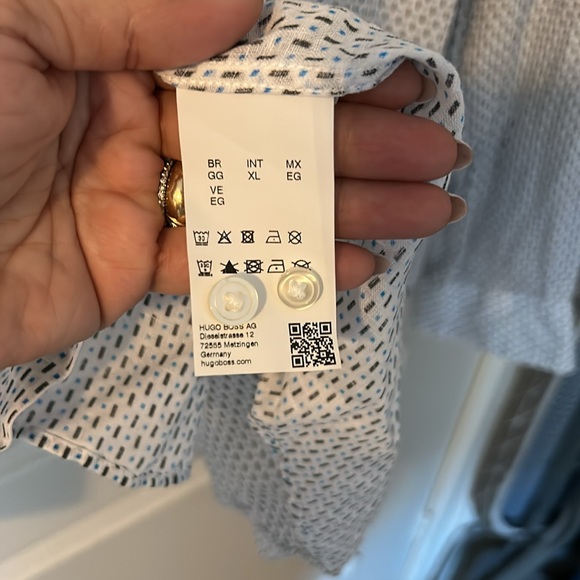 BR INT MX
GG XL EG
VE
EG
HUGO BOSS AG
Dieselstrasse 12
72555 Metzingen
Germany
hugoboss.com